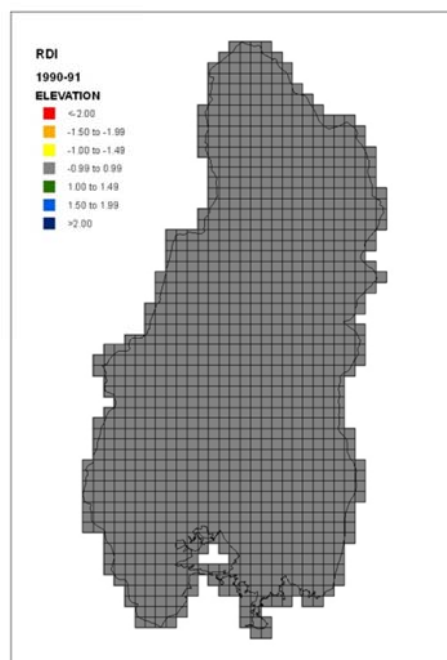 RDI
1990-91
ELEVATION
<-2.00
-1.50 to -1.99
-1.00 to -1.49
-0.99 to 0.99
1.00 to 1.49
1.50 to 1.99
>2.00